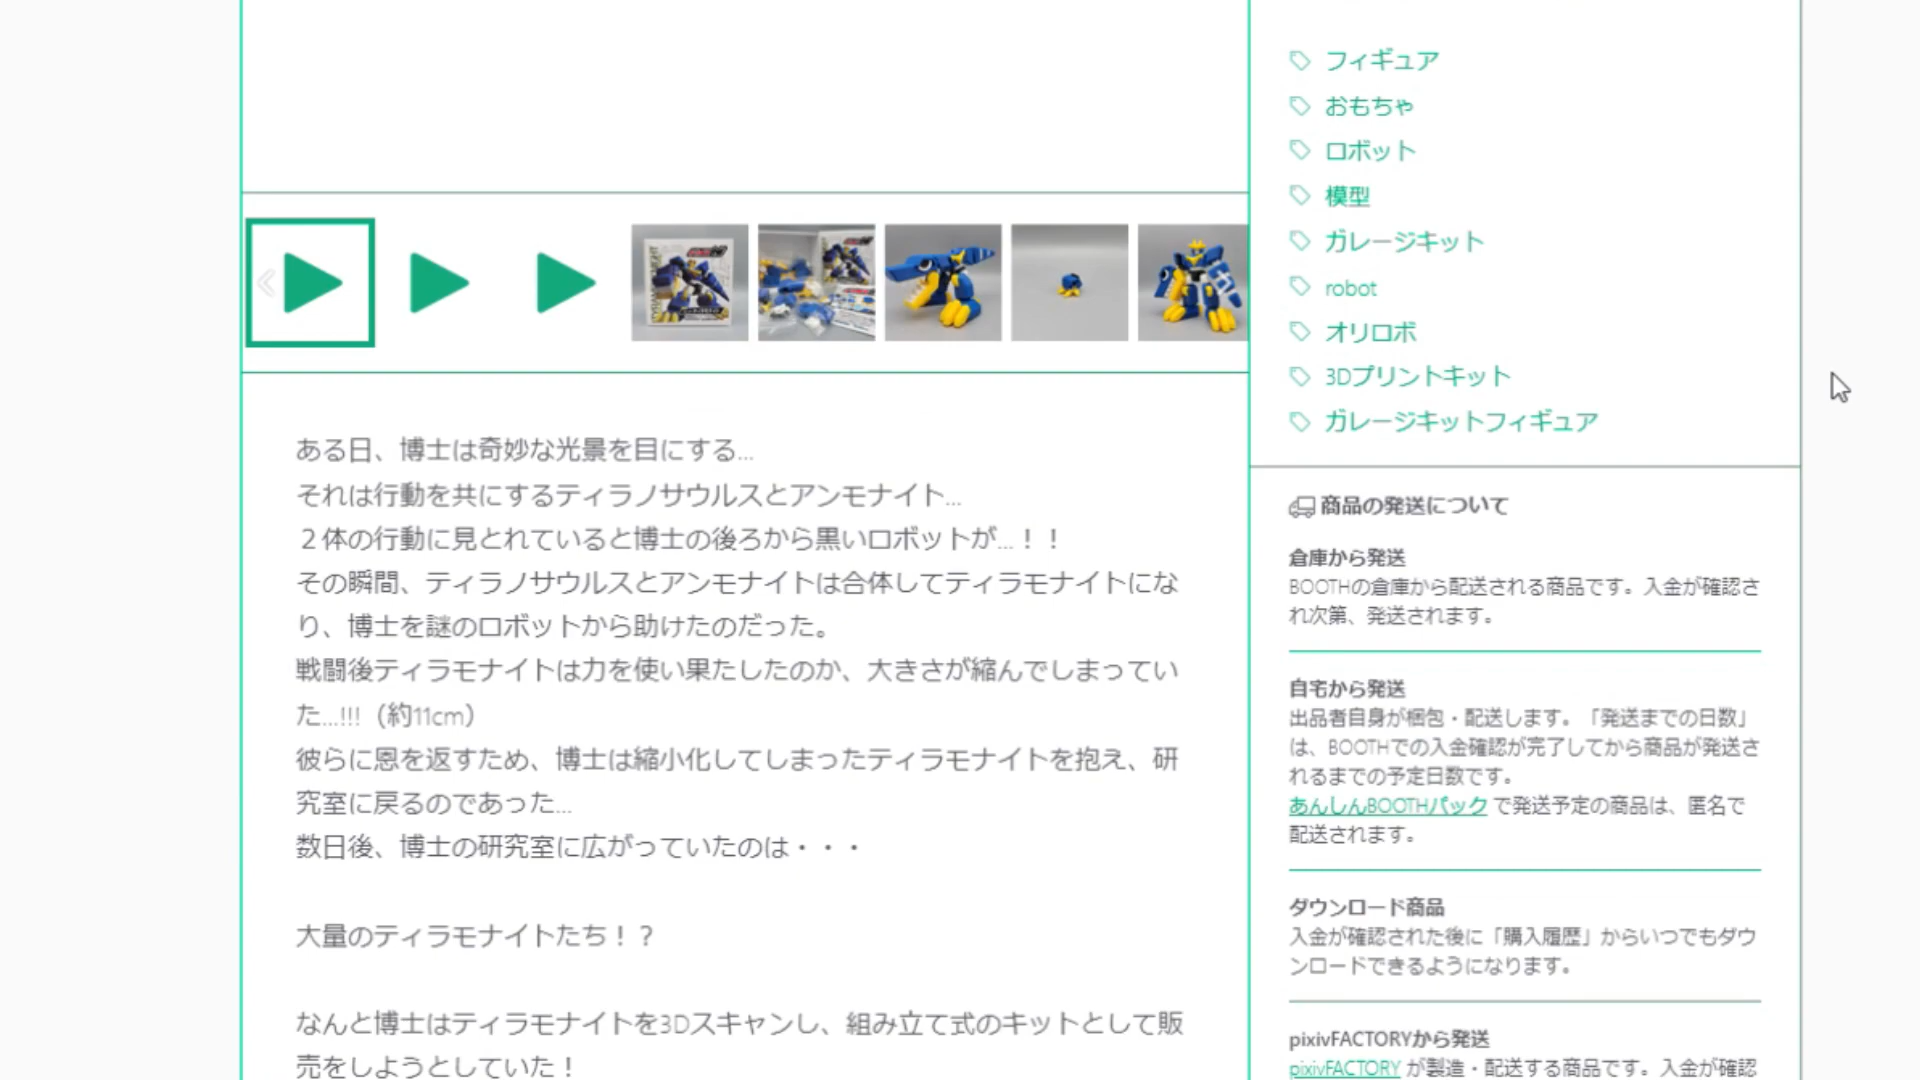 ある日、博士は奇妙な光景を目にする...
それは行動を共にするティラノサウルスとアンモナイト...
２体の行動に見とれていると博士の後ろから黒いロボットが...！！
その瞬間、ティラノサウルスとアンモナイトは合体してティラモナイトにな
り、博士を謎のロボットから助けたのだった。
戦闘後ティラモナイトは力を使い果たしたのか、大きさが縮んでしまってい
た...!!!（約11cm）
彼らに恩を返すため、博士は縮小化してしまったティラモナイトを抱え、研
究室に戻るのであった...
数日後、博士の研究室に広がっていたのは・・・
大量のティラモナイトたち！？
なんと博士はティラモナイトを3Dスキャンし、組み立て式のキットとして販
売をしようとしていた！
フィギュア
おもちゃ
ロボット
模型
ガレージキット
robot
オリロボ
3Dプリントキット
ガレージキットフィギュア
商品の発送について
倉庫から発送
BOOTHの倉庫から配送される商品です。入金が確認さ
れ次第、発送されます。
自宅から発送
出品者自身が梱包・配送します。「発送までの日数」
は、BOOTHでの入金確認が完了してから商品が発送さ
れるまでの予定日数です。
あんしんBOOTHパック で発送予定の商品は、匿名で
配送されます。
ダウンロード商品
入金が確認された後に「購入履歴」からいつでもダウ
ンロードできるようになります。
pixivFACTORYから発送
pixivFACTORY が製造・配送する商品です。入金が確認